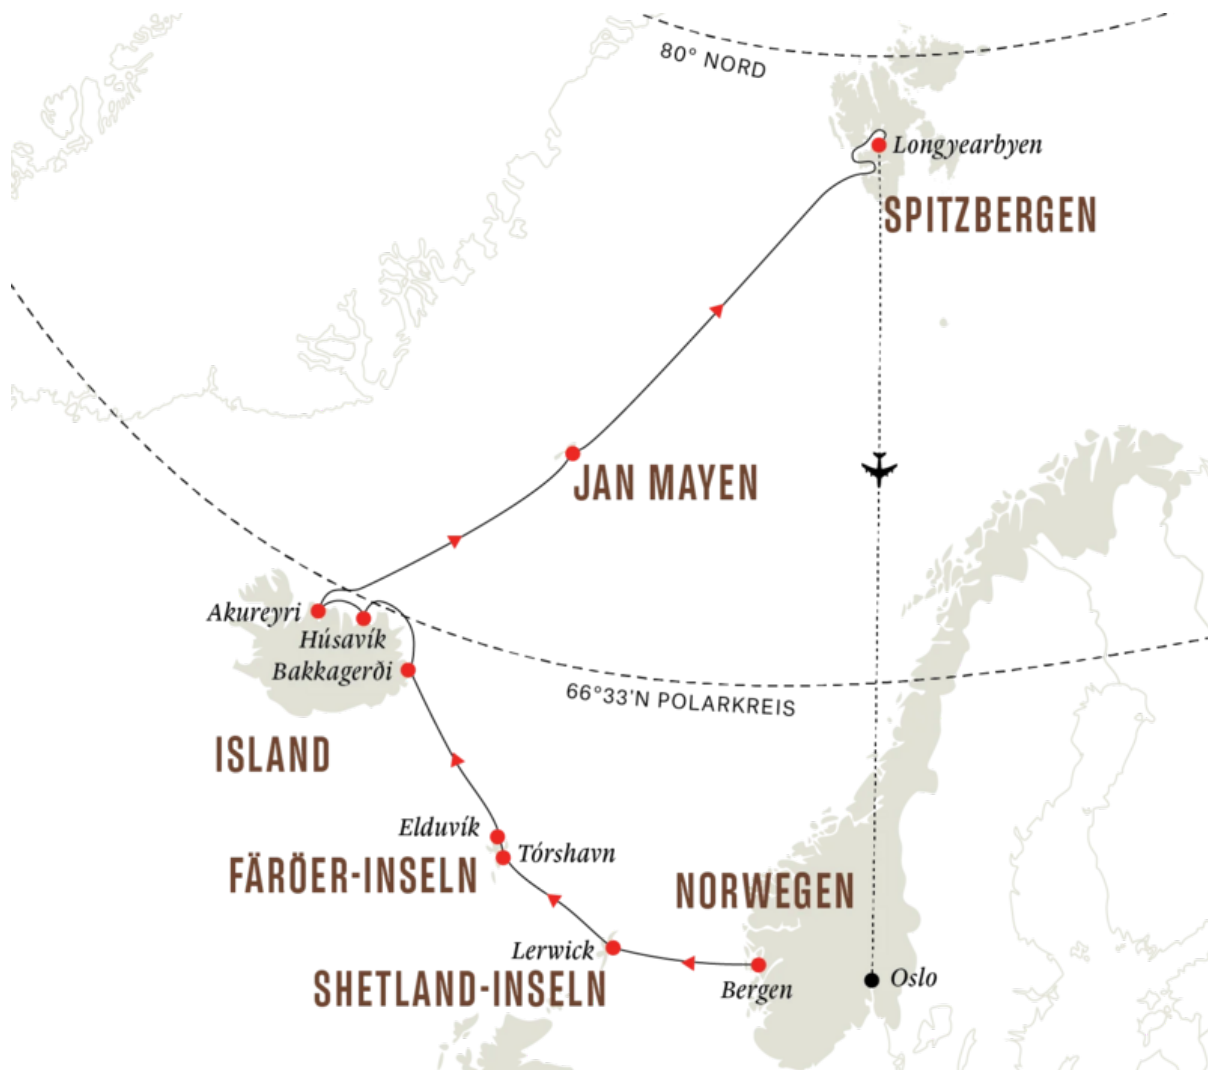 80° NORD
Longyearbyen
SPITZBERGEN
JAN MAYEN
Akureyri
Húsavík
Bakkagerði
66°33'N POLARKREIS
ISLAND
Elduvík
Tórshavn
FÄRÖER-INSELN
NORWEGEN
Lerwick
SHETLAND-INSELN
Bergen
Oslo